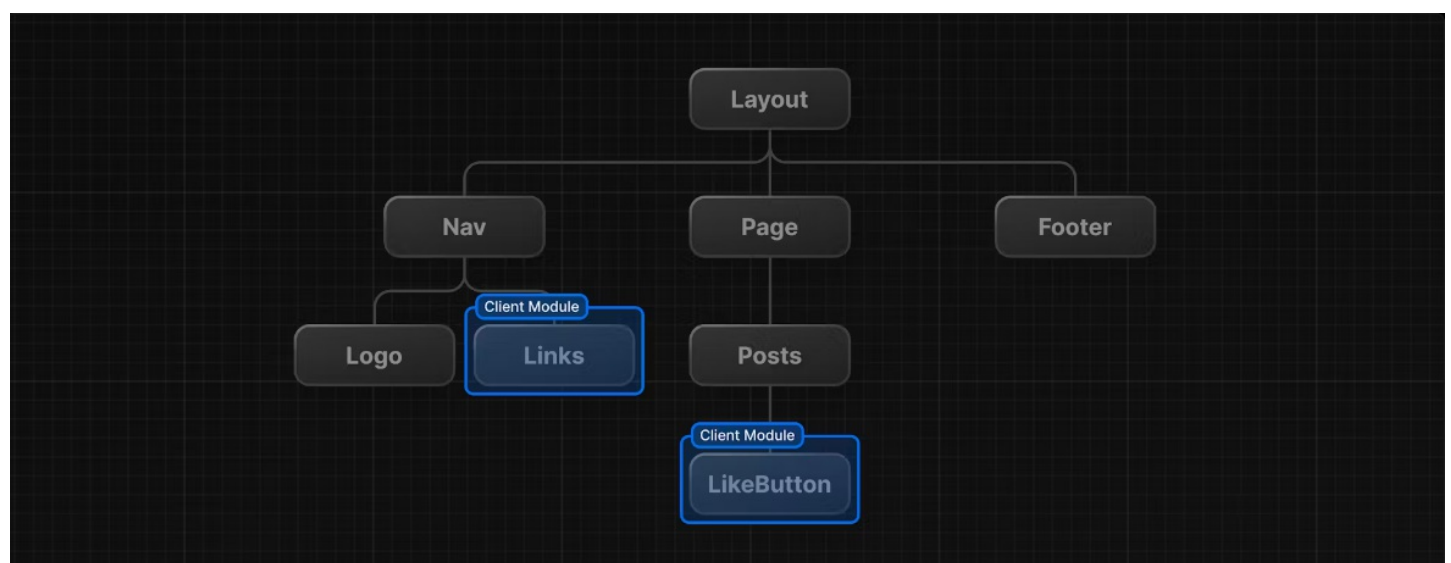 Layout
Nav
Page
Footer
Client Module
Logo
Links
Posts
Client Module
LikeButton